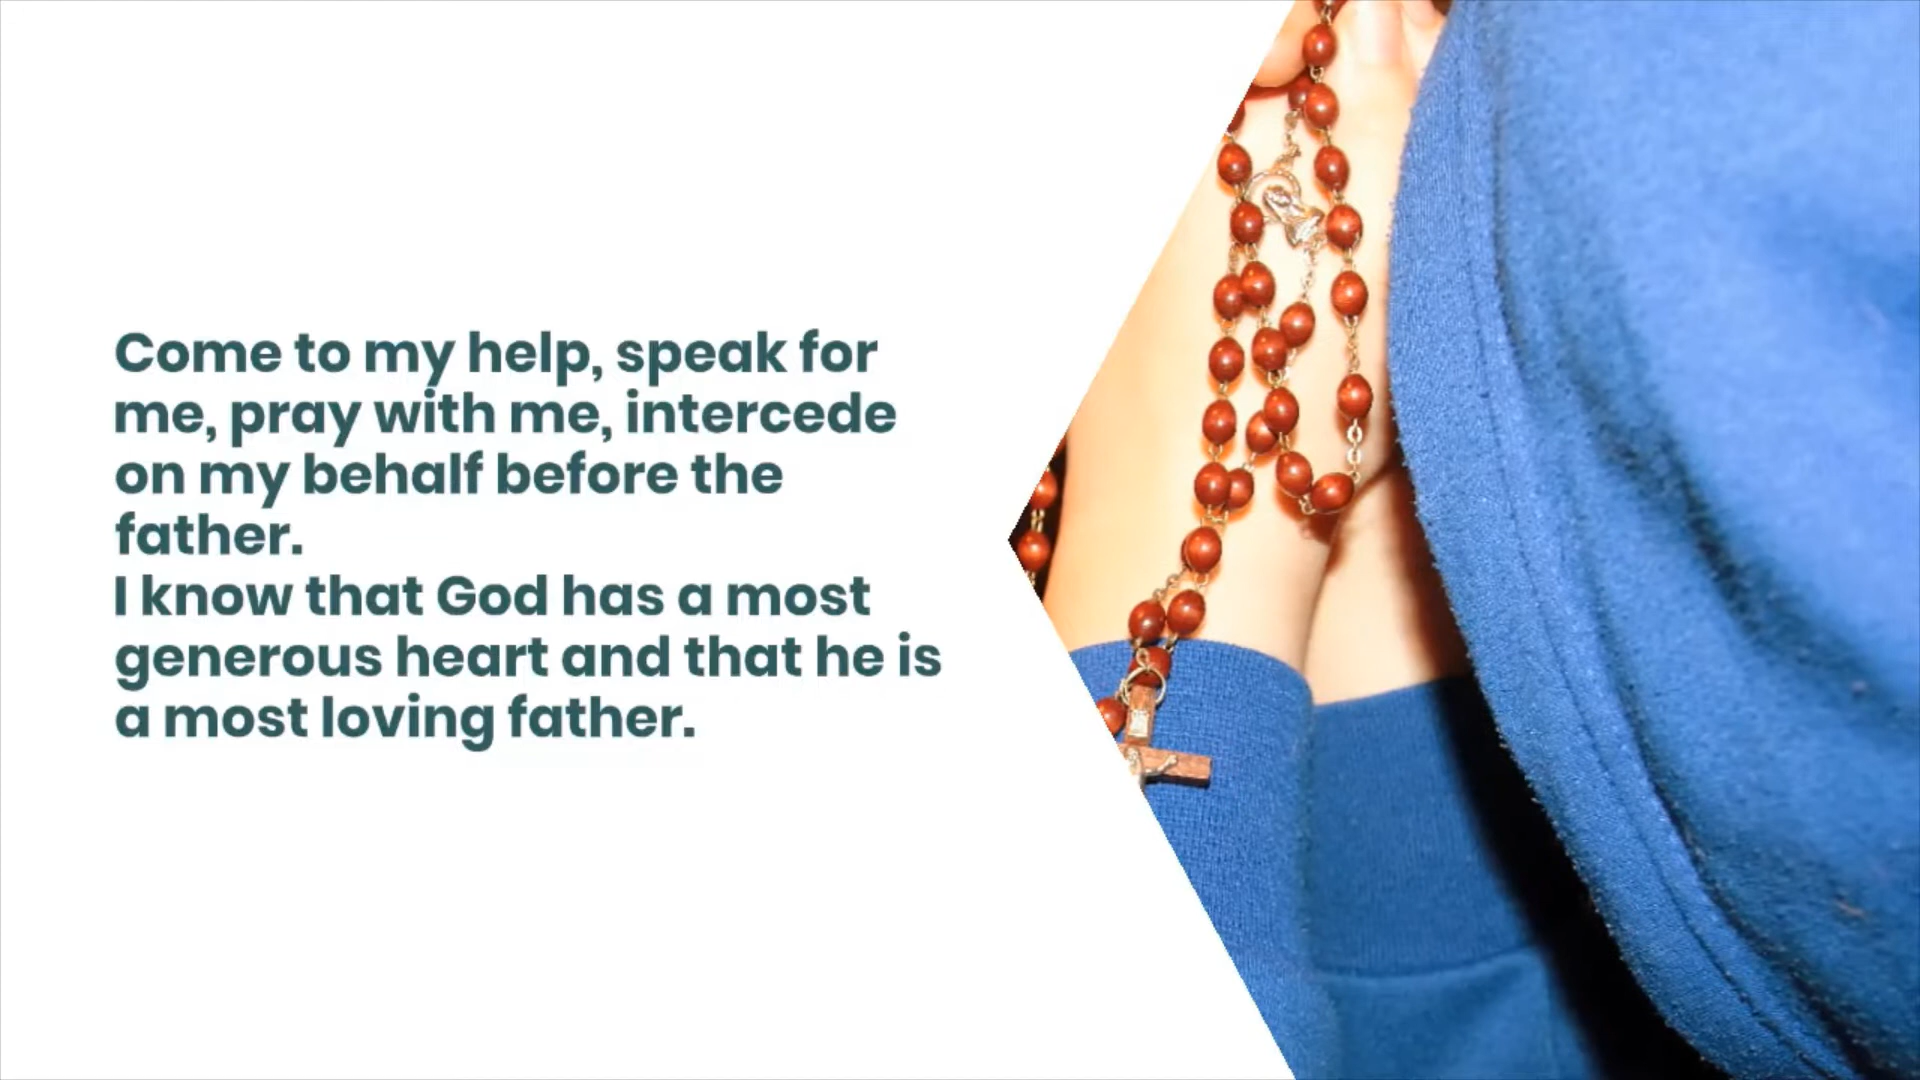 Come to my help, speak for
me, pray with me, intercede
on my behalf before the
father.
I know that God has a most
generous heart and that he is
a most loving father.